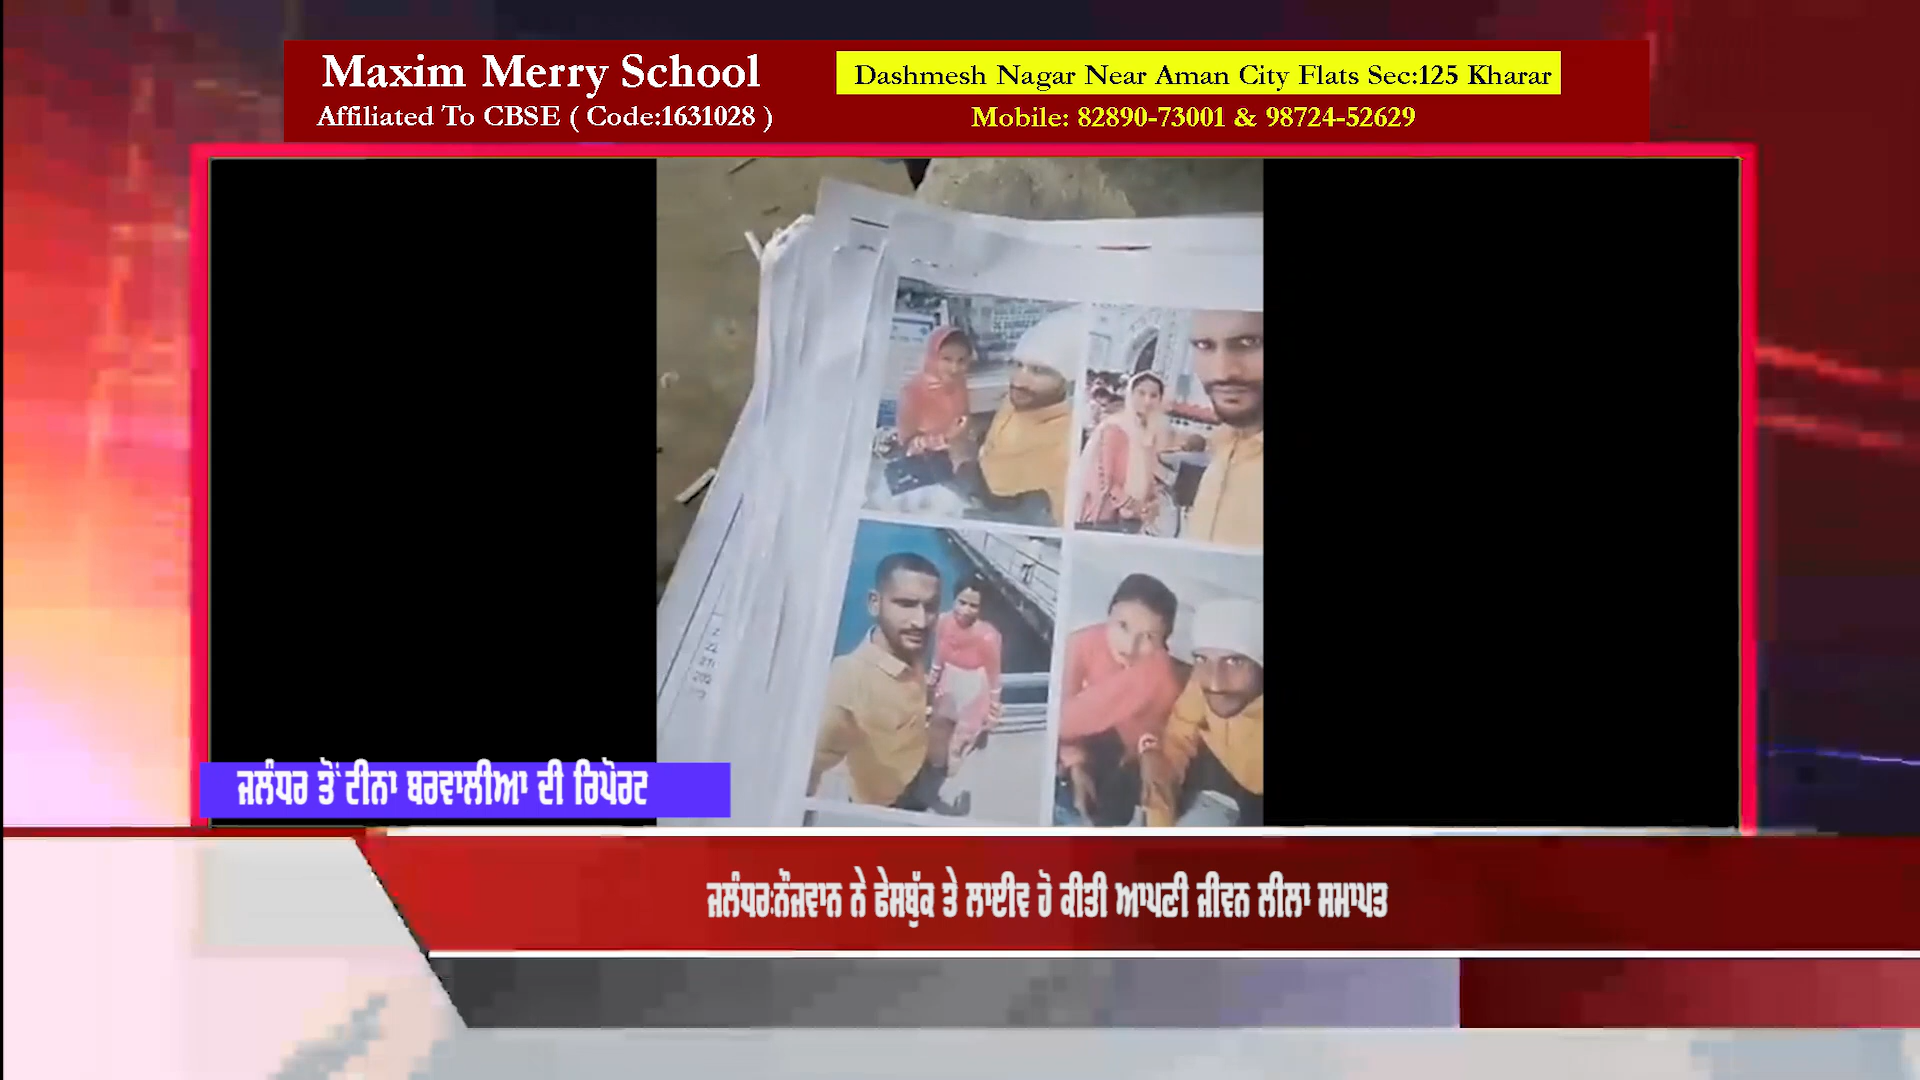 Maxim Merry School
Affiliated To CBSE ( Code:1631028 )
Dashmesh Nagar Near Aman City Flats Sec:125 Kharar
Mobile: 82890-73001 & 98724-52629
ਜਲੰਧਰ ਤੋਂ ਟੀਨਾ ਬਰਵਾਲੀਆ ਦੀ ਰਿਪੋਰਟ
ਜਲੰਧਰ:ਨੌਜਵਾਨ ਨੇ ਫੇਸਬੁੱਕ ਤੇ ਲਾਈਵ ਹੋ ਕੀਤੀ ਆਪਣੀ ਜੀਵਨ ਲੀਲਾ ਸਮਾਪਤ